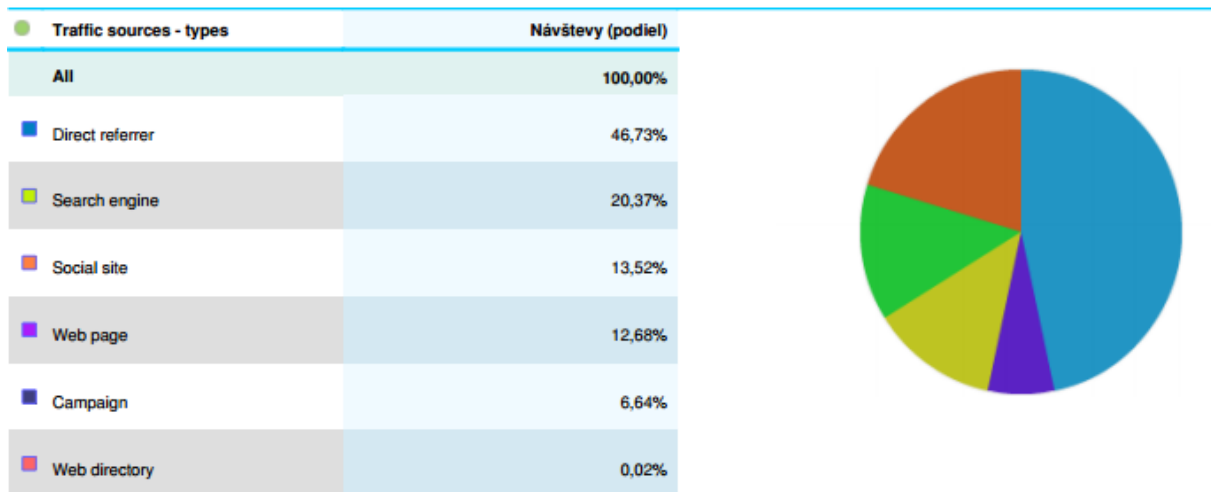 Traffic sources - types Návštevy (podiel)
All 100,00%
Direct referrer 46,73%
Search engine 20,37%
Social site 13,52%
Web page 12,68%
Campaign 6,64%
Web directory 0,02%